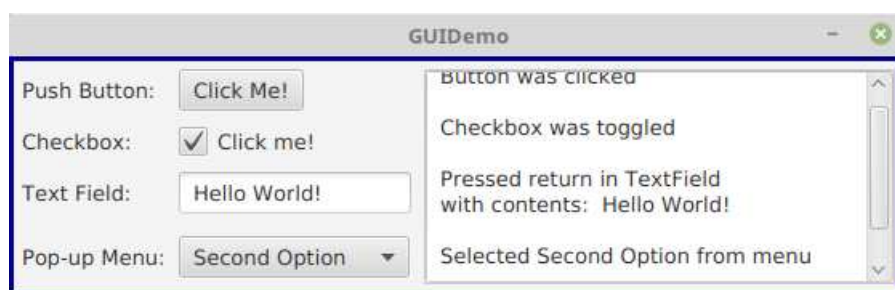 GUIDemo
Push Button:
Click Me!
Checkbox:
Click me!
Text Field:
Hello World!
Pop-up Menu:
Second Option
Button was clicked
Checkbox was toggled
Pressed return in TextField
with contents:  Hello World!
Selected Second Option from menu